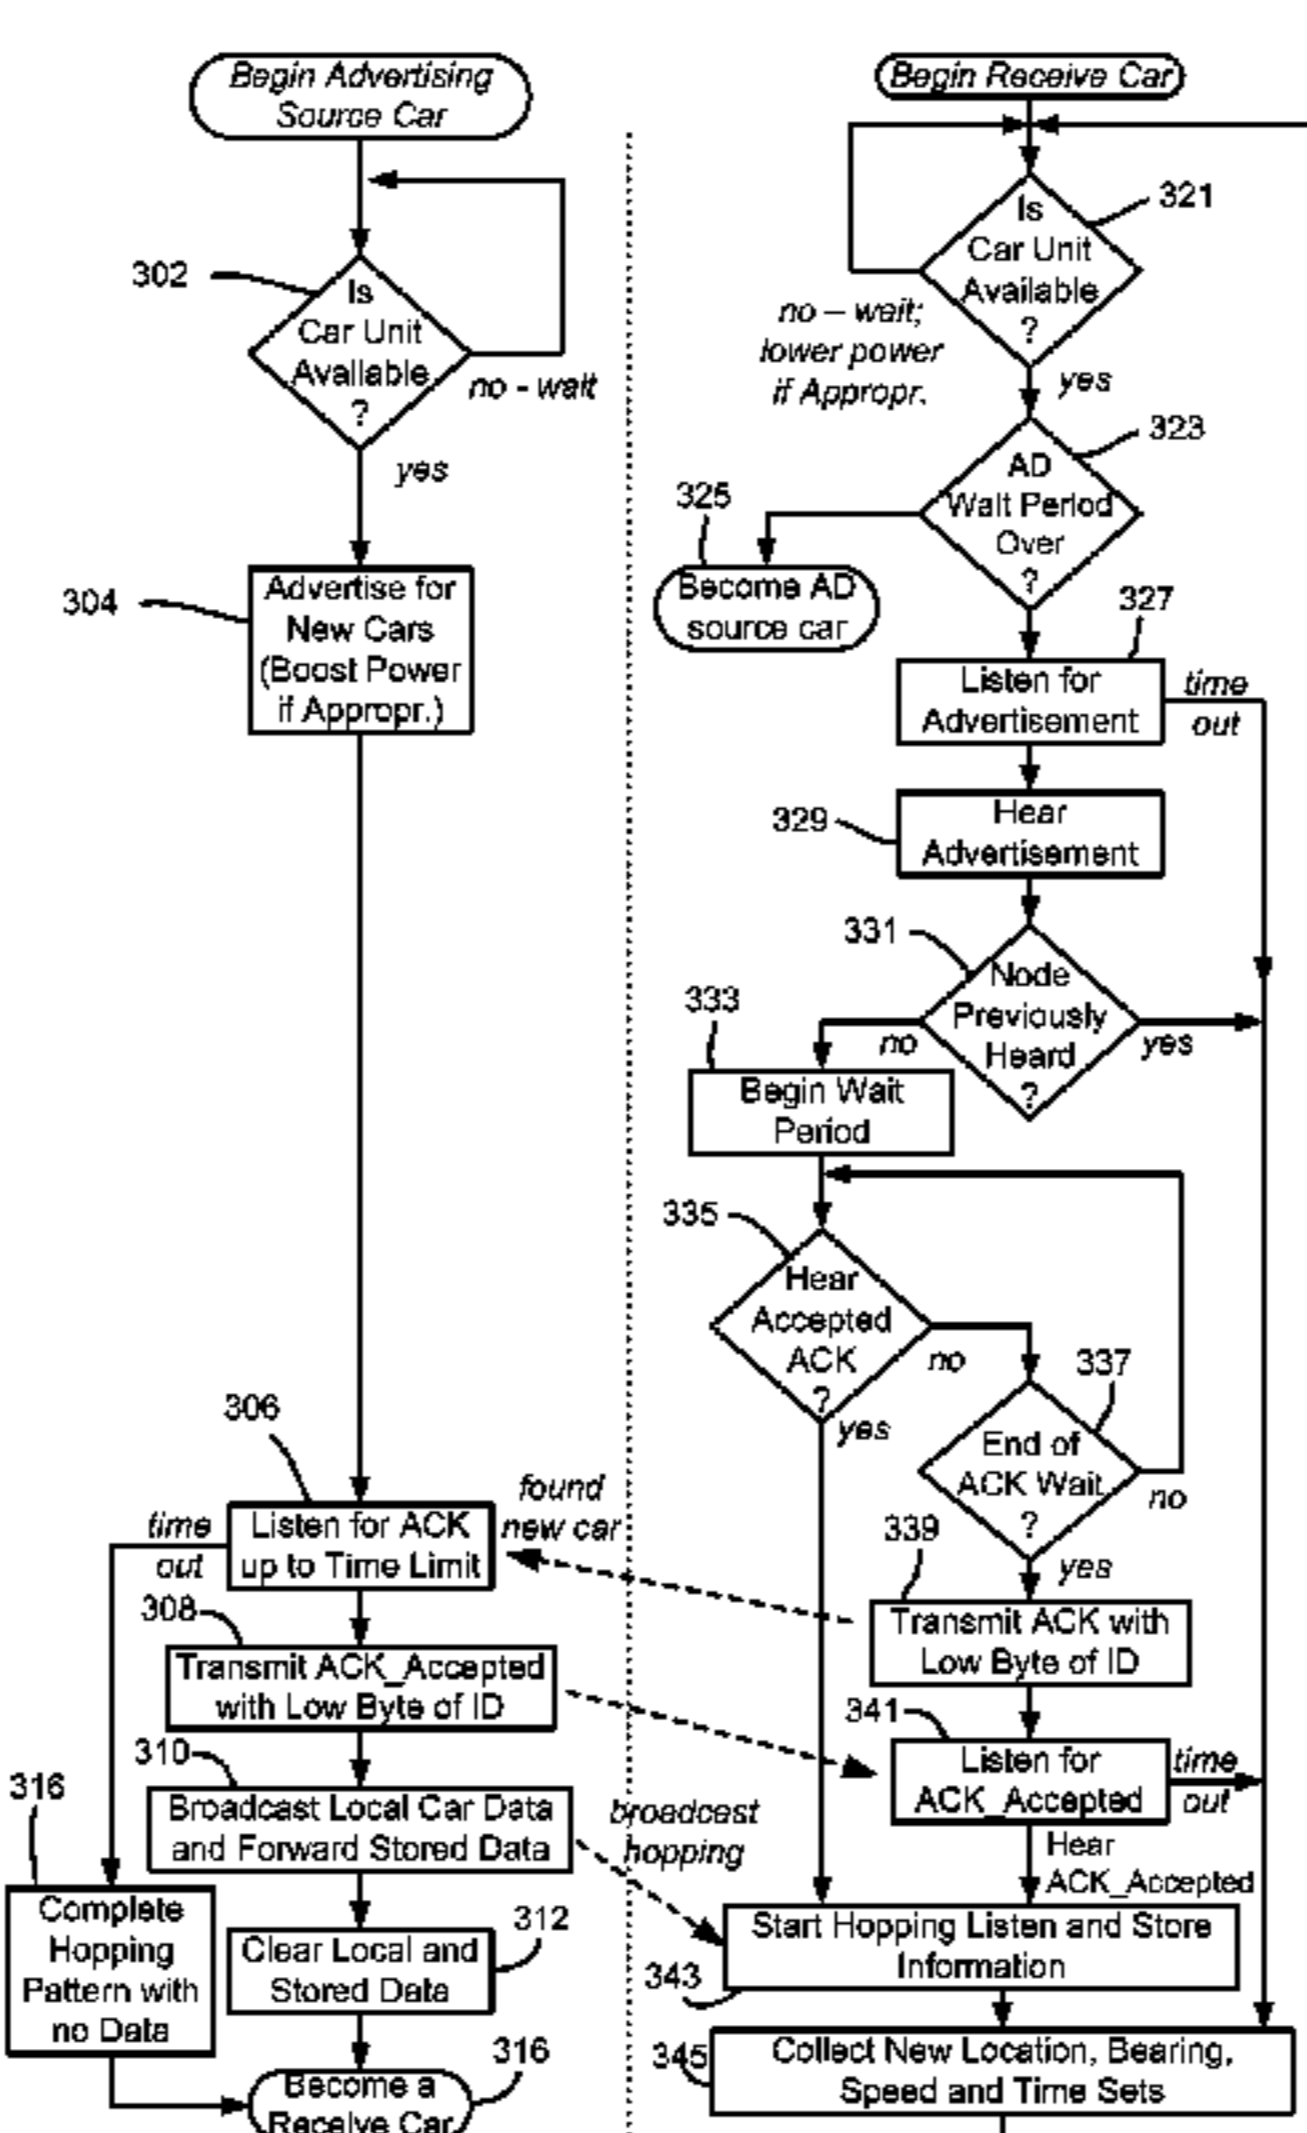 Begin Advertising
Source Car
302
Is
Car Unit
Available
?
no - wait
yes
304
Advertise for
New Cars
(Boost Power
if Appropr.)
306
time
out
Listen for ACK
up to Time Limit
found
new car
308
Transmit ACK_Accepted
with Low Byte of ID
310
Broadcast Local Car Data
and Forward Stored Data
broadcast
hopping
316
Complete
Hopping
Pattern with
no Data
312
Clear Local and
Stored Data
316
Become a
Receive Car
Begin Receive Car
321
Is
Car Unit
Available
?
no – wait;
lower power
if Appropr.
yes
323
AD
Wait Period
Over
?
325
Become AD
source car
327
Listen for
Advertisement
time
out
329
Hear
Advertisement
331
Node
Previously
Heard
?
no
yes
333
Begin Wait
Period
335
Hear
Accepted
ACK
?
no
yes
337
End of
ACK Wait
?
no
yes
339
Transmit ACK with
Low Byte of ID
341
Listen for
ACK_Accepted
time
out
Hear
ACK_Accepted
Start Hopping Listen and Store
Information
343
345
Collect New Location, Bearing,
Speed and Time Sets